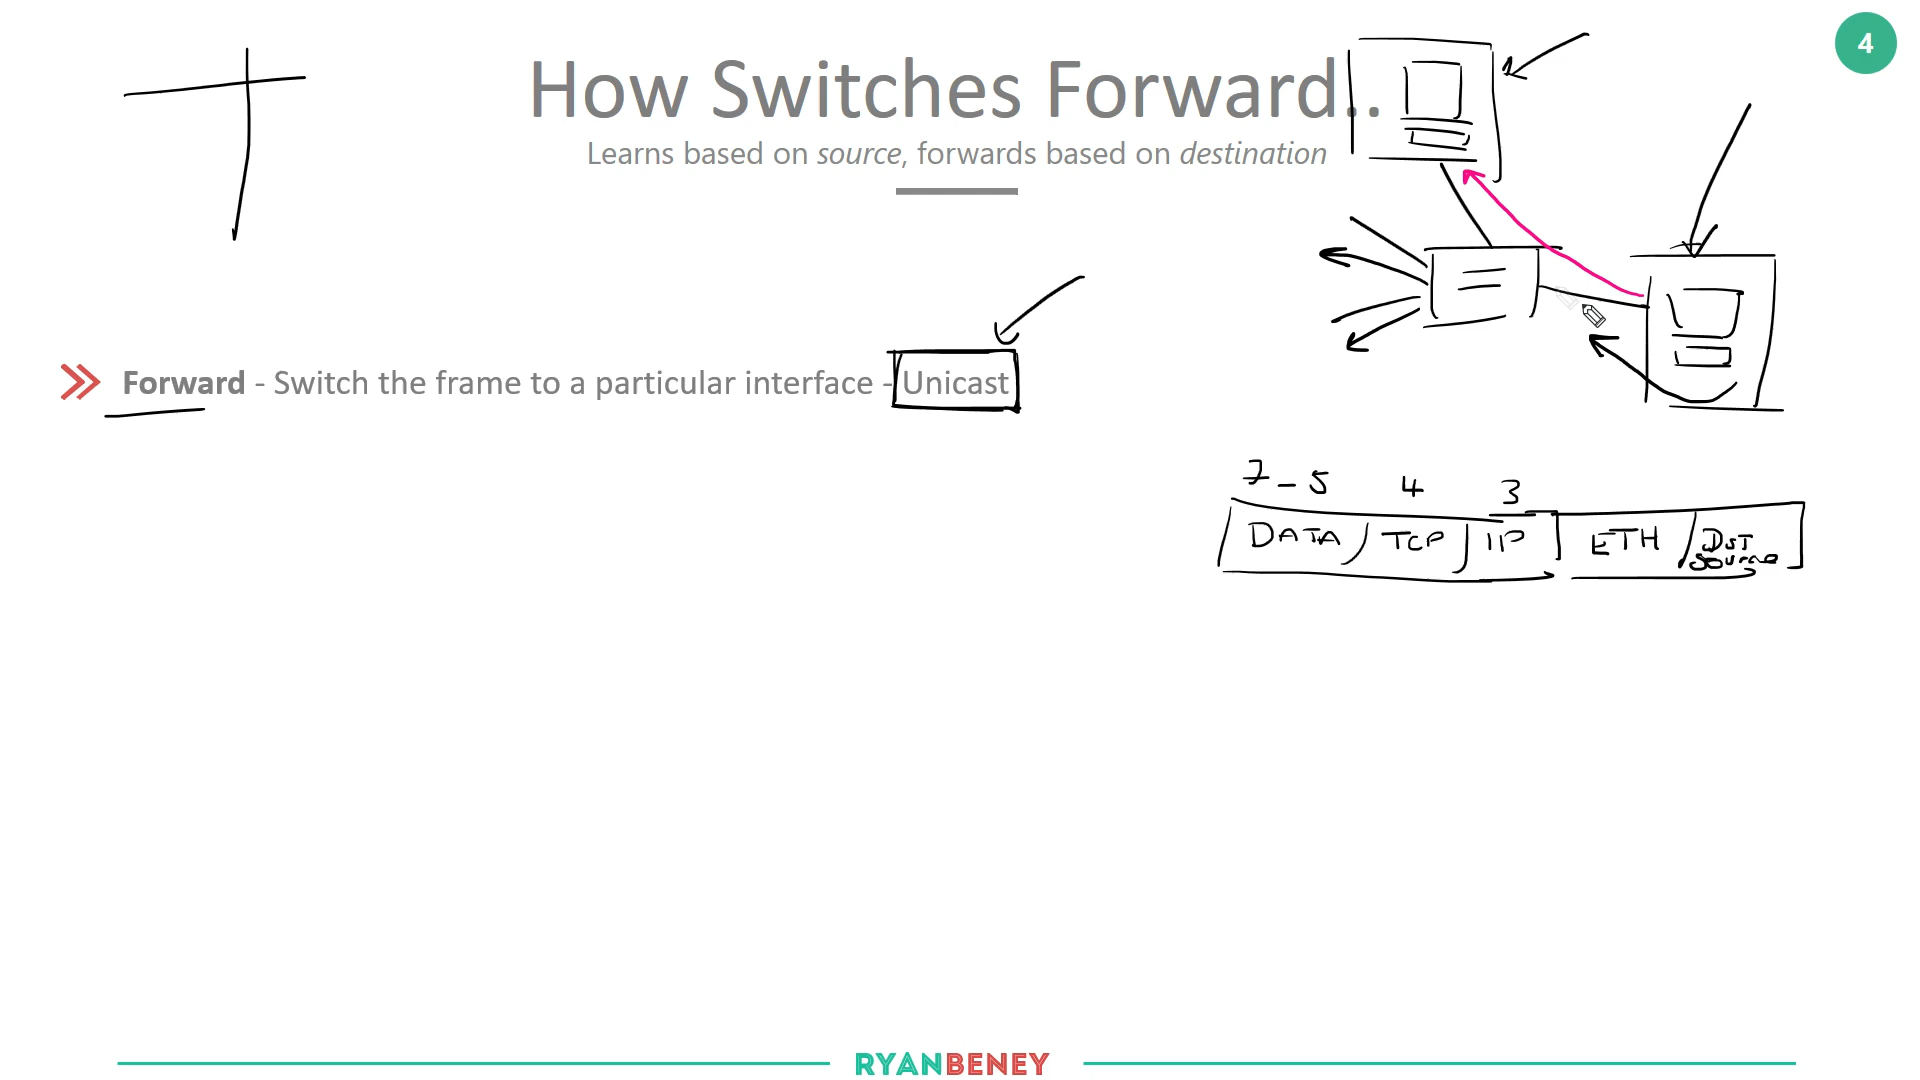 4
How Switches Forward..
Learns based on source, forwards based on destination
Forward - Switch the frame to a particular interface - Unicast
7 - 5 4 3
DATA / TCP / IP ETH / DST
SOURCE
RYANBENEY